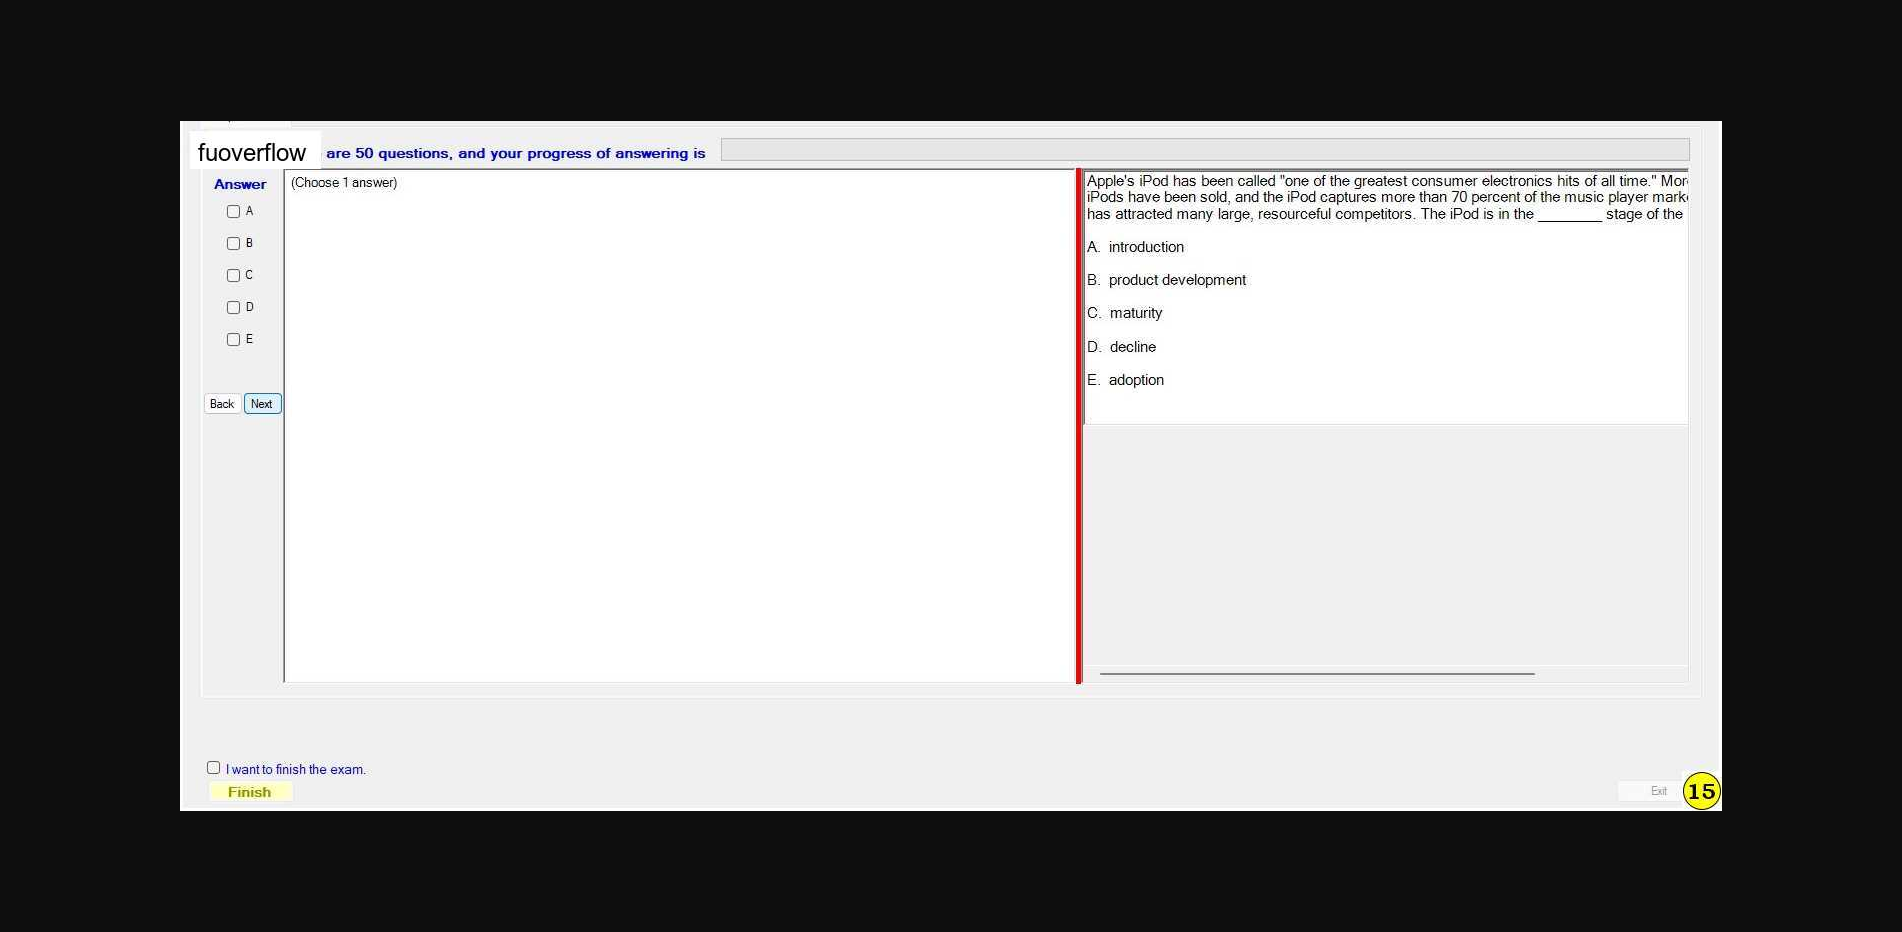 fuoverflow are 50 questions, and your progress of answering is
Answer
(Choose 1 answer)
A
B
C
D
E
Back Next
Apple's iPod has been called "one of the greatest consumer electronics hits of all time." Mor
iPods have been sold, and the iPod captures more than 70 percent of the music player mark
has attracted many large, resourceful competitors. The iPod is in the ________ stage of the
A. introduction
B. product development
C. maturity
D. decline
E. adoption
I want to finish the exam.
Finish
Exit
15